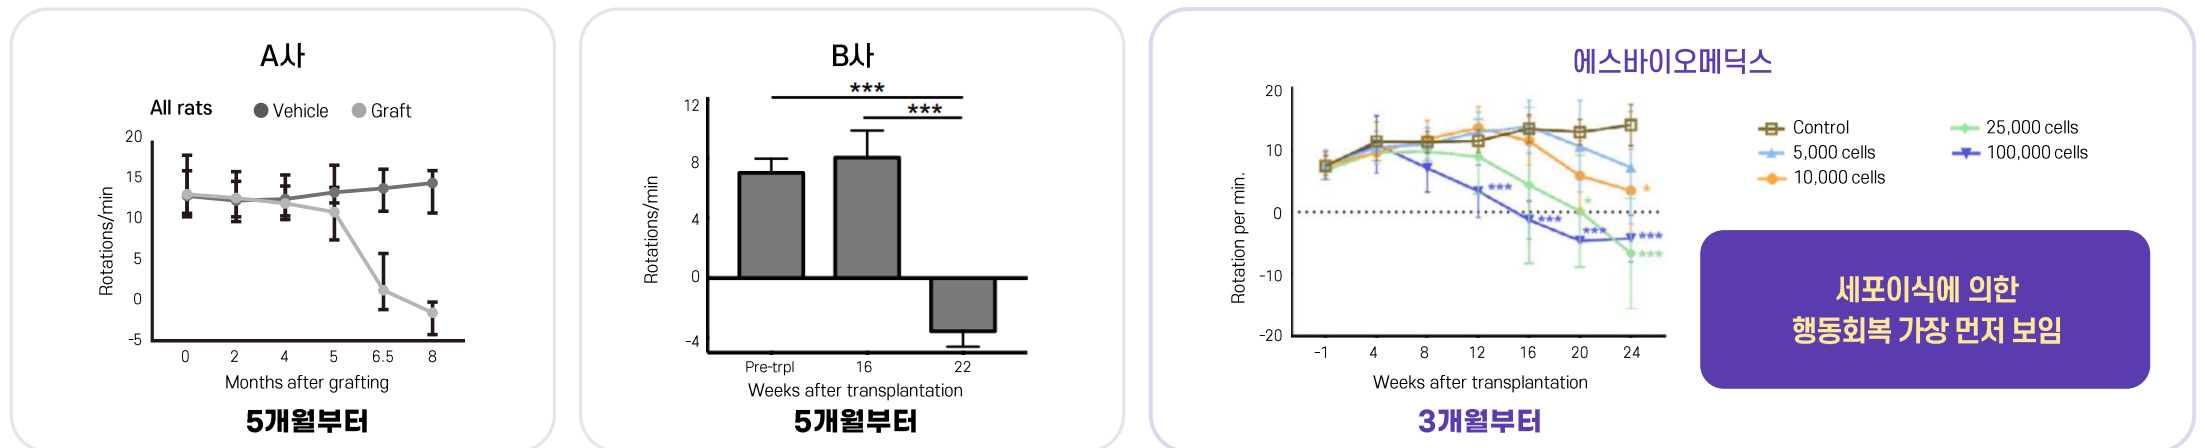 A사
All rats
Vehicle
Graft
20
15
10
5
0
-5
Rotations/min
0 2 4 5 6.5 8
Months after grafting
5개월부터
B사
***
***
12
8
4
0
-4
Rotations/min
Pre-trpl 16 22
Weeks after transplantation
5개월부터
에스바이오메딕스
20
10
0
-10
-20
Rotation per min.
***
***
***
***
***
*
*
-1 4 8 12 16 20 24
Weeks after transplantation
3개월부터
Control
5,000 cells
10,000 cells
25,000 cells
100,000 cells
세포이식에 의한
행동회복 가장 먼저 보임